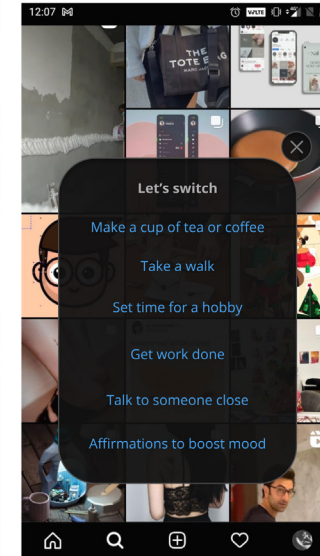 12:07
VoLTE
THE
TOTE BAG
Let's switch
Make a cup of tea or coffee
Take a walk
Set time for a hobby
Get work done
Talk to someone close
Affirmations to boost mood